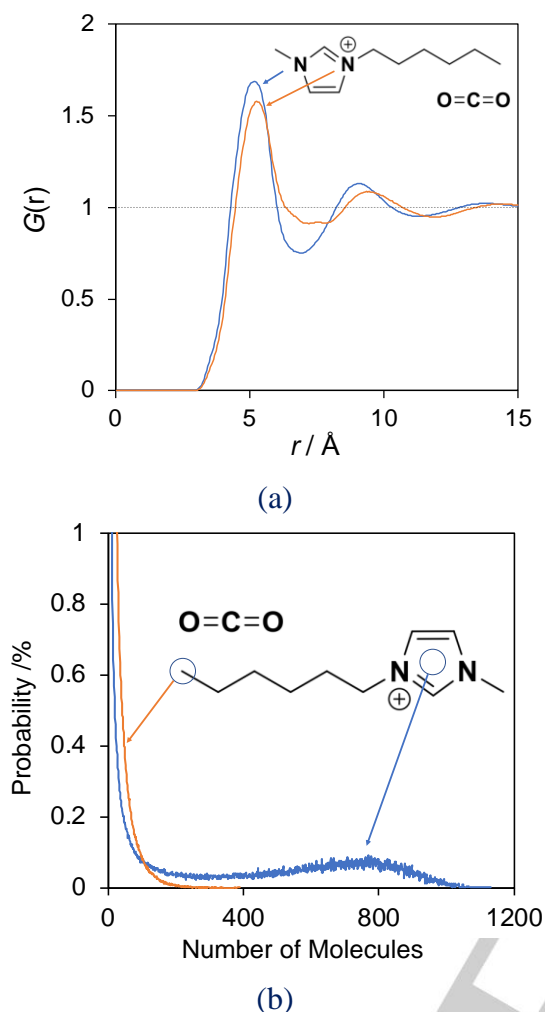 2
1.5
1
0.5
0
G(r)
N
⊕
N
O=C=O
0
5
10
15
r / Å
(a)
1
0.8
0.6
0.4
0.2
0
Probability /%
O=C=O
N
⊕
N
0
400
800
1200
Number of Molecules
(b)